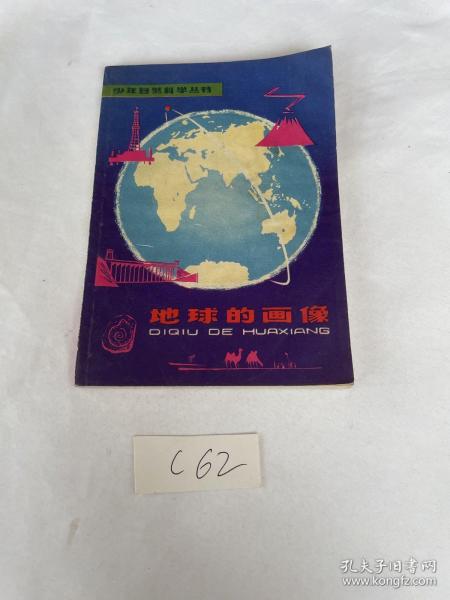 少年自然科学丛书
地球的画像
DIQIU DE HUAXIANG
C62
孔夫子旧书网
www.kongfz.com